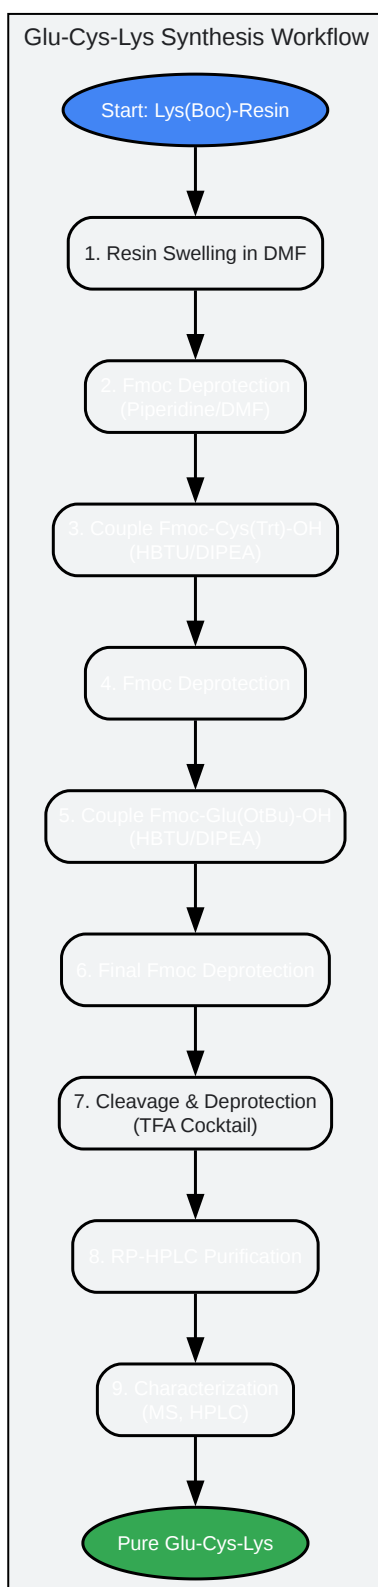 Glu-Cys-Lys Synthesis Workflow
Start: Lys(Boc)-Resin
1. Resin Swelling in DMF
2. Fmoc Deprotection
(Piperidine/DMF)
3. Couple Fmoc-Cys(Trt)-OH
(HBTU/DIPEA)
4. Fmoc Deprotection
5. Couple Fmoc-Glu(OtBu)-OH
(HBTU/DIPEA)
6. Final Fmoc Deprotection
7. Cleavage & Deprotection
(TFA Cocktail)
8. RP-HPLC Purification
9. Characterization
(MS, HPLC)
Pure Glu-Cys-Lys